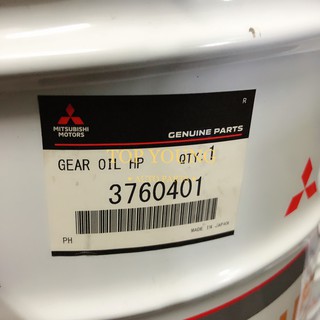 R
MITSUBISHI
MOTORS
GENUINE PARTS
GEAR OIL HP QTY:1
3760401
PH
MADE IN JAPAN